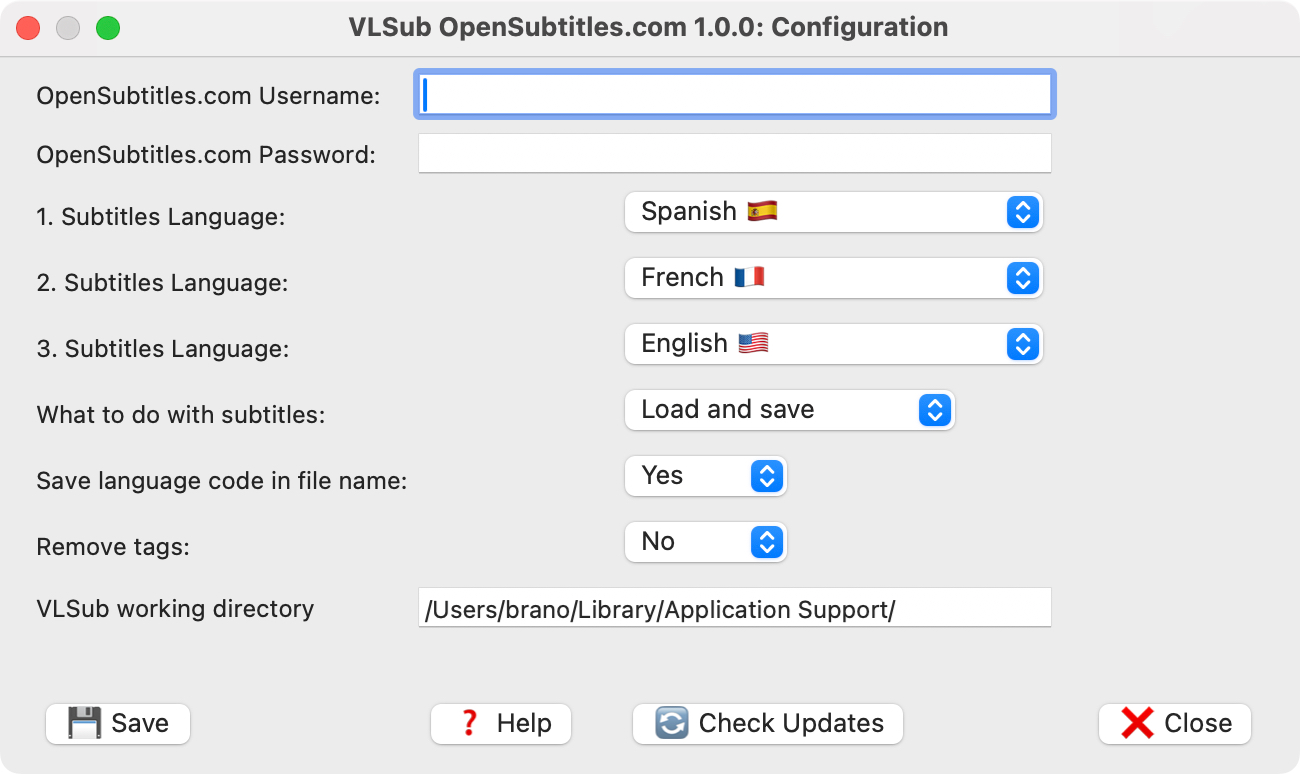 VLSub OpenSubtitles.com 1.0.0: Configuration
OpenSubtitles.com Username:
OpenSubtitles.com Password:
1. Subtitles Language: Spanish 🇪🇸
2. Subtitles Language: French 🇫🇷
3. Subtitles Language: English 🇺🇸
What to do with subtitles: Load and save
Save language code in file name: Yes
Remove tags: No
VLSub working directory /Users/brano/Library/Application Support/
💾 Save ❓ Help 🔄 Check Updates ❌ Close